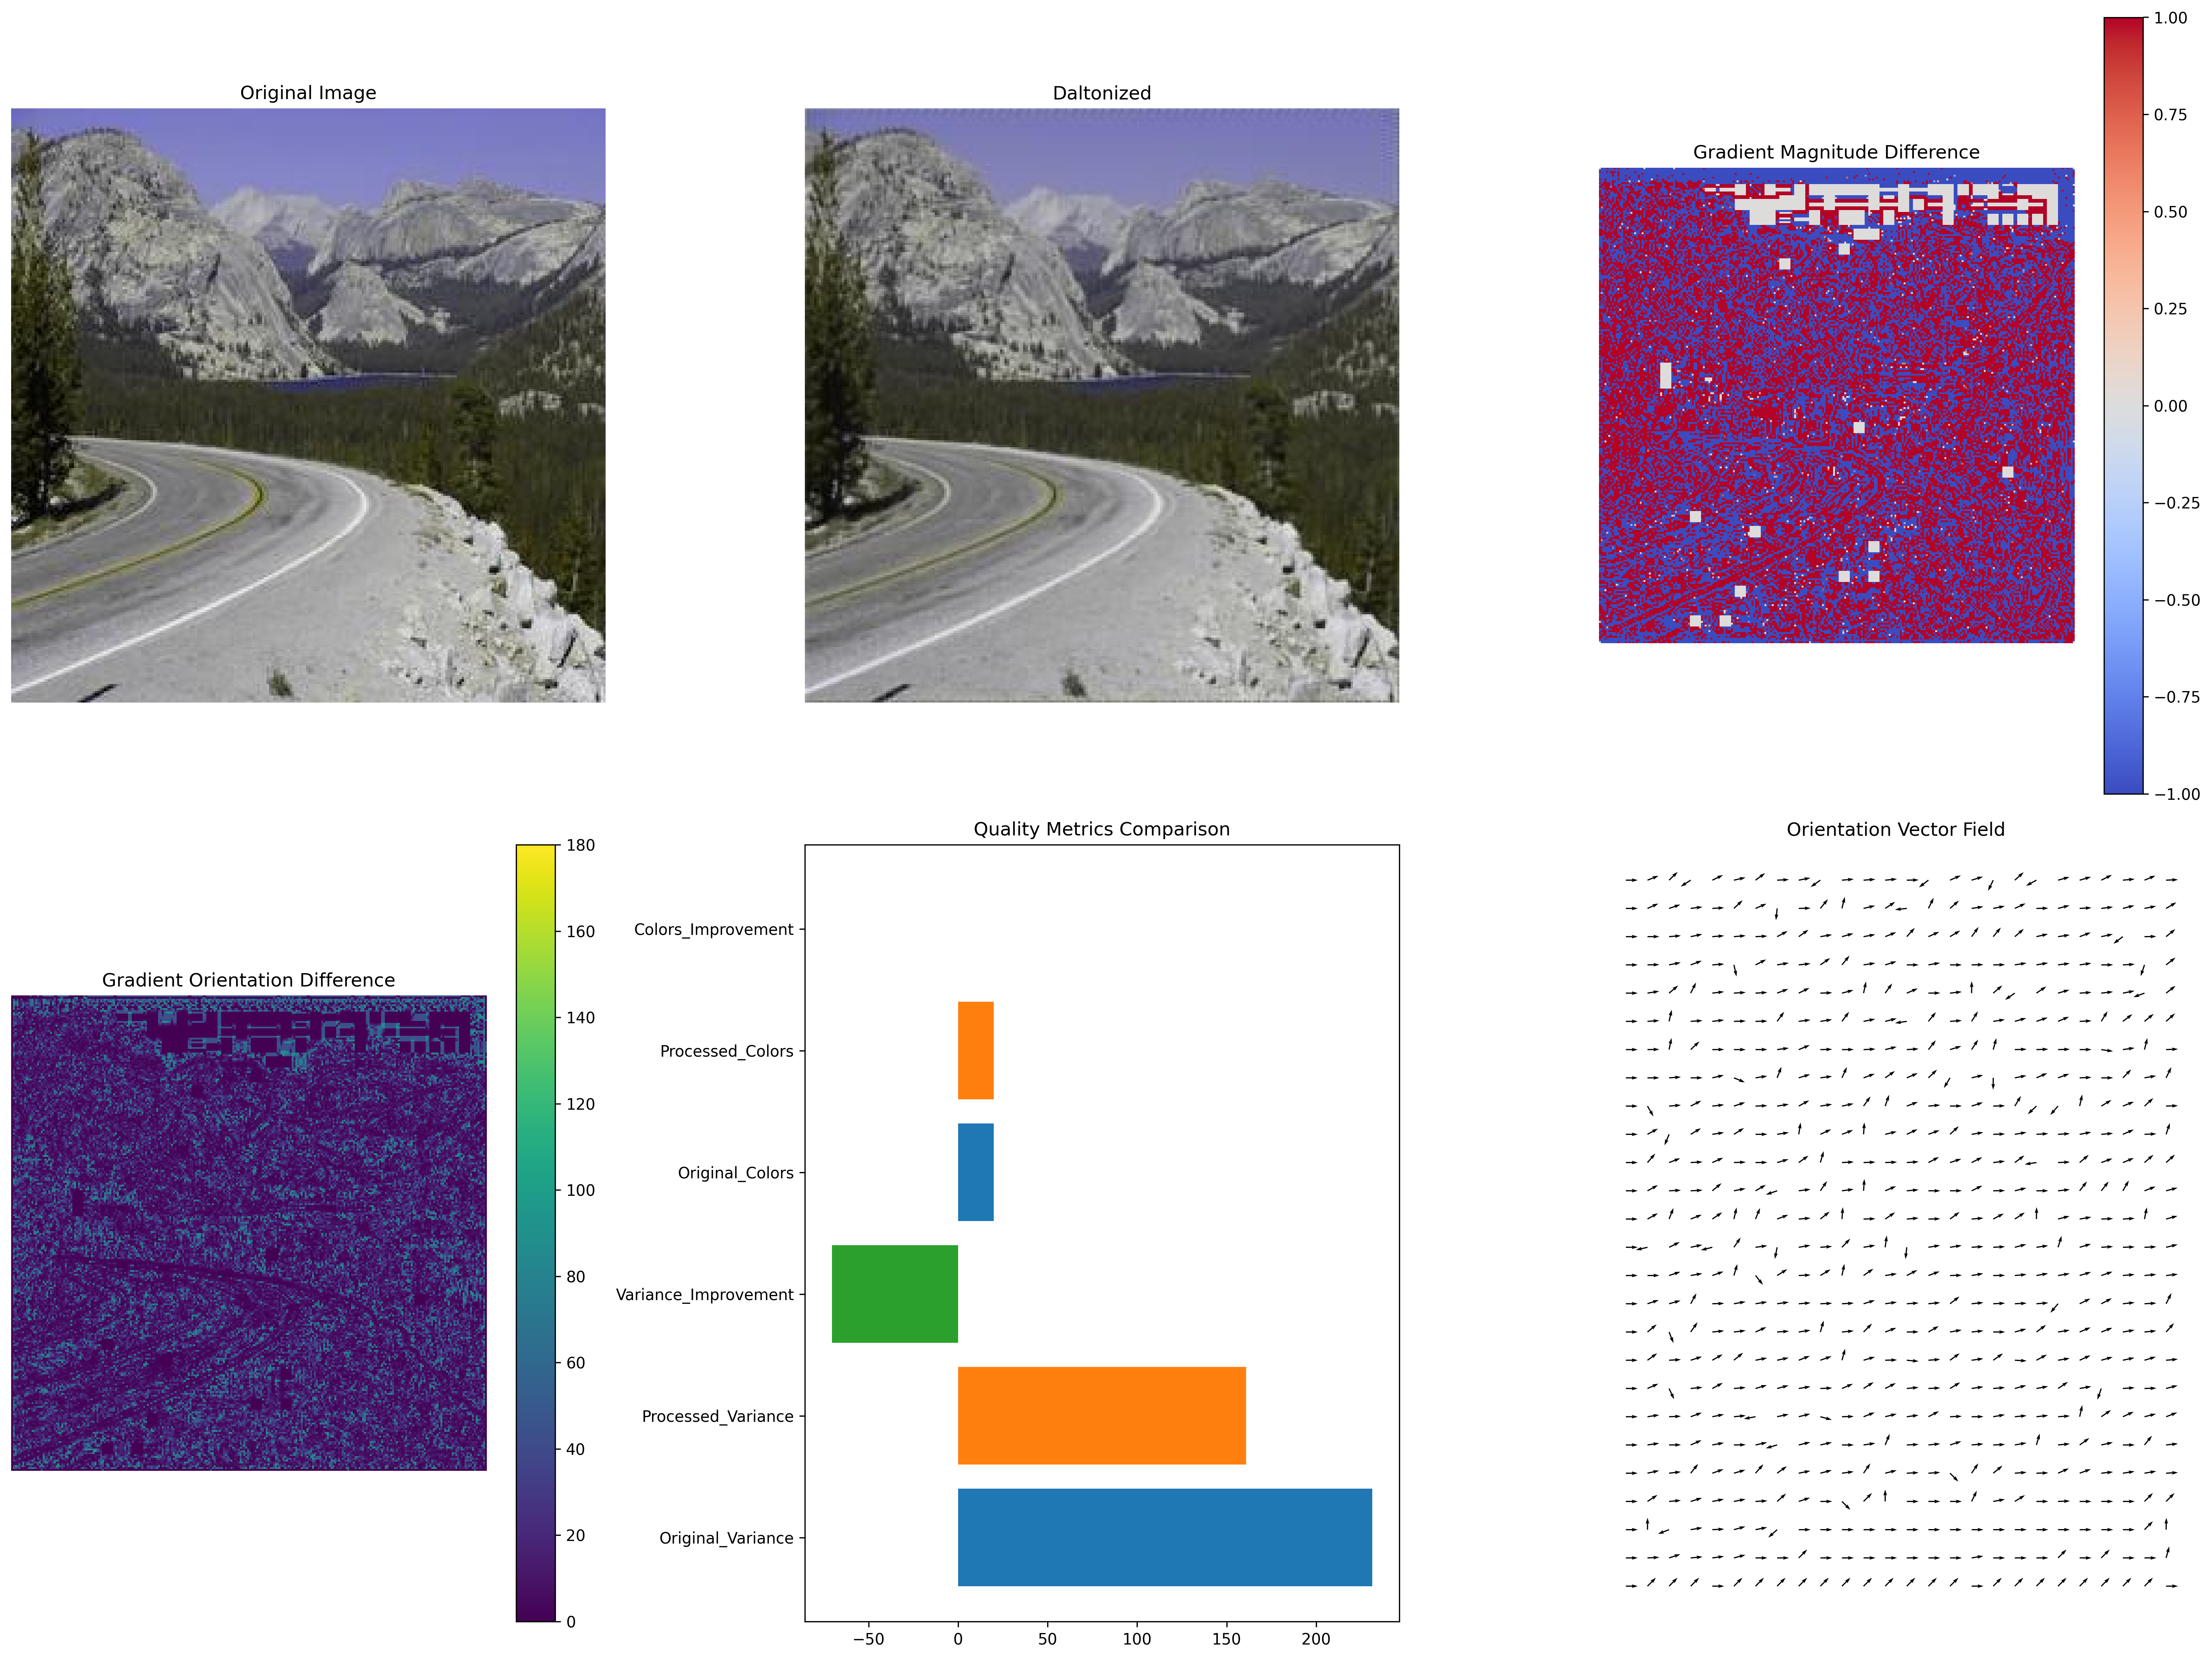 Original Image
Daltonized
Gradient Magnitude Difference
1.00
0.75
0.50
0.25
0.00
−0.25
−0.50
−0.75
−1.00
Gradient Orientation Difference
180
160
140
120
100
80
60
40
20
0
Quality Metrics Comparison
Colors_Improvement
Processed_Colors
Original_Colors
Variance_Improvement
Processed_Variance
Original_Variance
−50 0 50 100 150 200
Orientation Vector Field